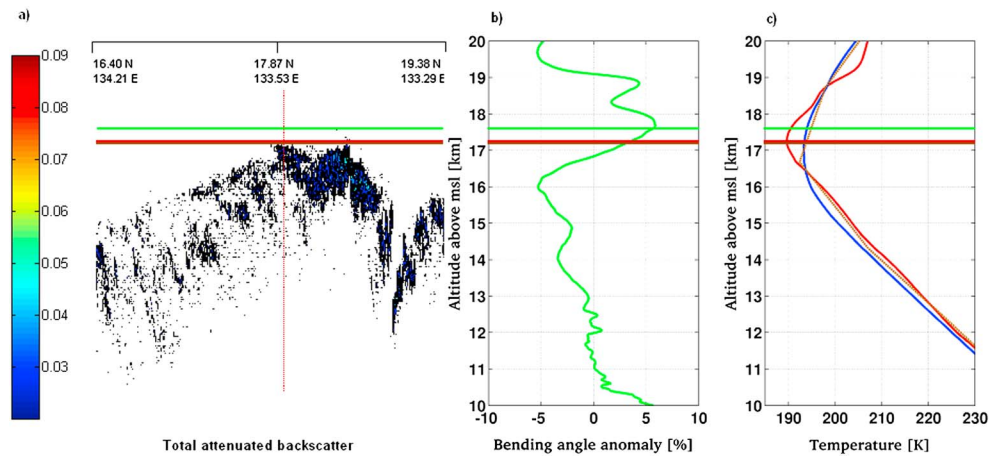 a)
b)
c)
0.09
0.08
0.07
0.06
0.05
0.04
0.03
16.40 N
134.21 E
17.87 N
133.53 E
19.38 N
133.29 E
Total attenuated backscatter
Altitude above msl [km]
20
19
18
17
16
15
14
13
12
11
10
-10
-5
0
5
10
Bending angle anomaly [%]
Altitude above msl [km]
20
19
18
17
16
15
14
13
12
11
10
190
200
210
220
230
Temperature [K]